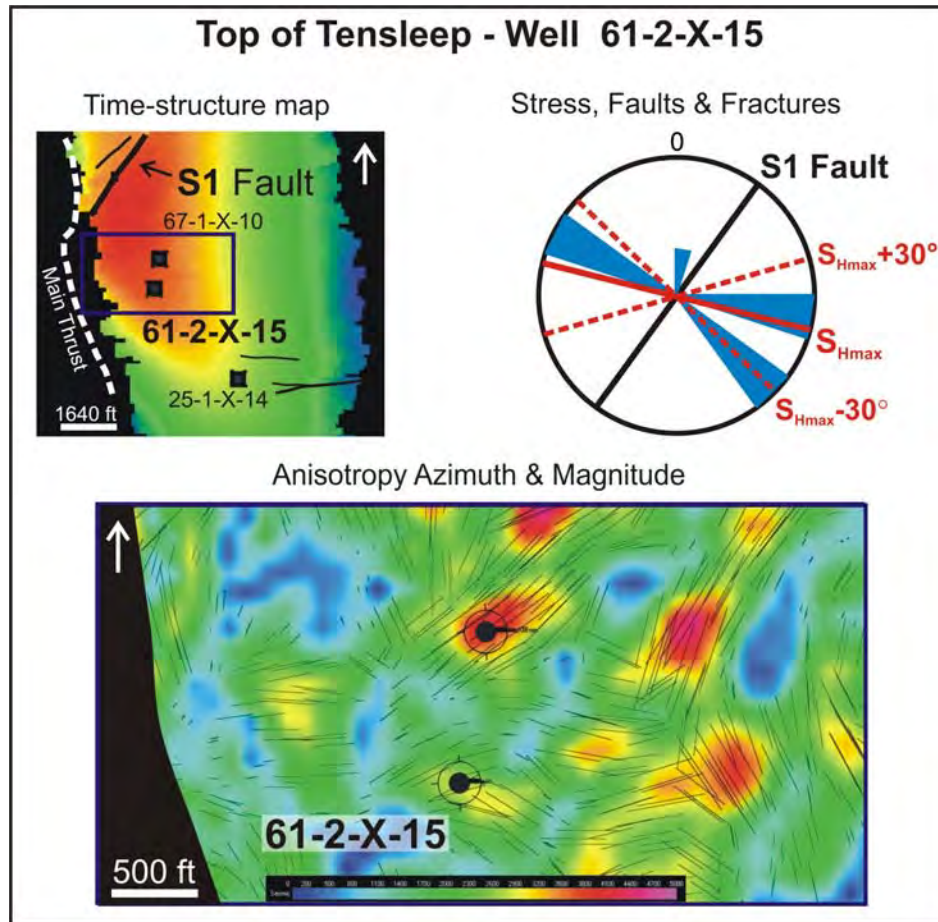 Top of Tensleep - Well 61-2-X-15
Time-structure map
Stress, Faults & Fractures
S1 Fault
67-1-X-10
Main Thrust
61-2-X-15
25-1-X-14
1640 ft
0
S1 Fault
SHmax+30°
SHmax
SHmax-30°
Anisotropy Azimuth & Magnitude
61-2-X-15
500 ft